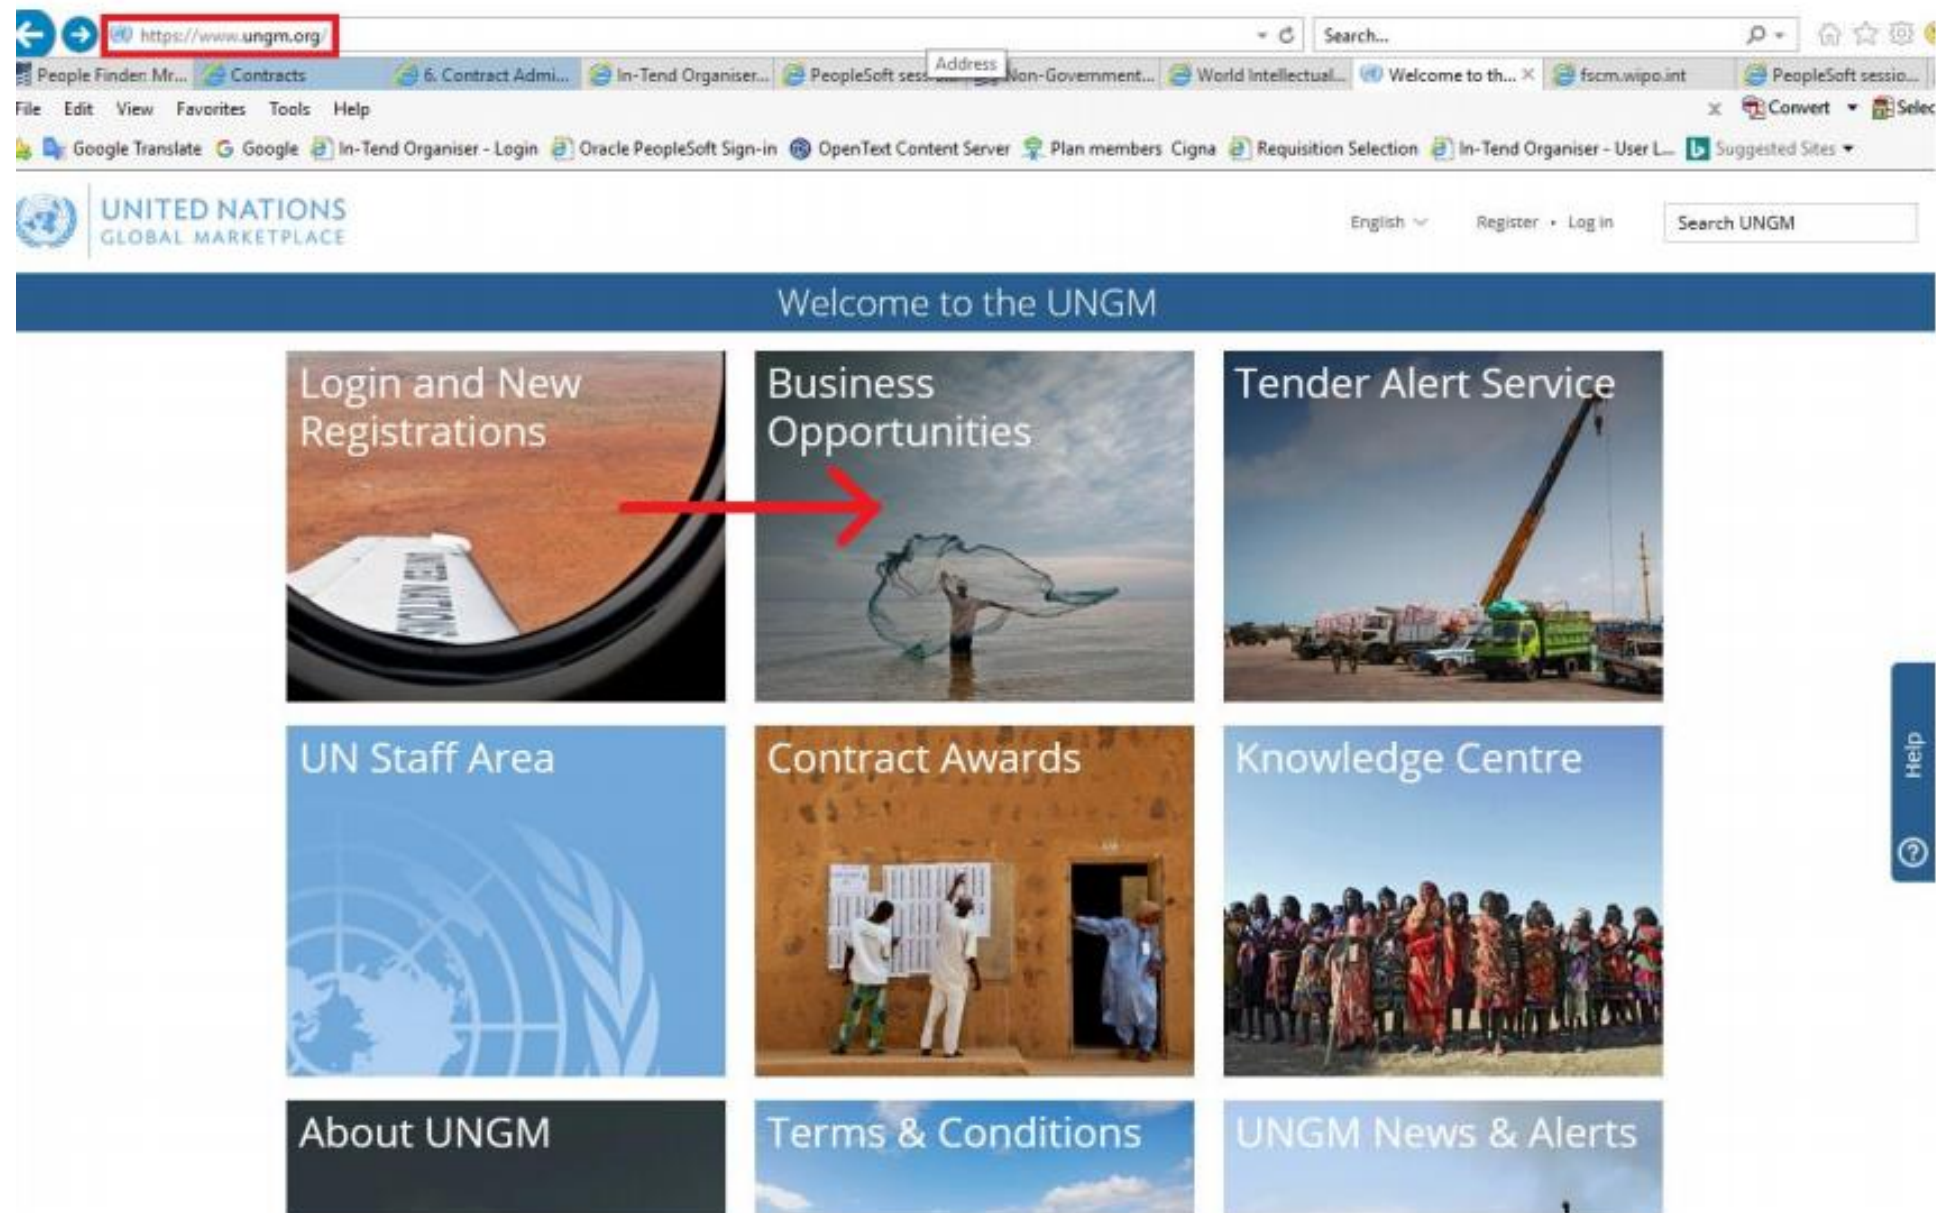 https://www.ungm.org/
Search...
Address
People Finder: Mr... Contracts 6. Contract Admi... In-Tend Organiser... PeopleSoft sess Non-Government... World Intellectual... Welcome to th... × fscm.wipo.int PeopleSoft sessio...
File Edit View Favorites Tools Help
x Convert Selec
Google Translate G Google In-Tend Organiser - Login Oracle PeopleSoft Sign-in OpenText Content Server Plan members Cigna Requisition Selection In-Tend Organiser - User L... Suggested Sites
UNITED NATIONS
GLOBAL MARKETPLACE
English Register • Log in Search UNGM
Welcome to the UNGM
Login and New
Registrations
UNITED NATIONS
Business
Opportunities
Tender Alert Service
UN Staff Area
Contract Awards
Knowledge Centre
Help
About UNGM
Terms & Conditions
UNGM News & Alerts